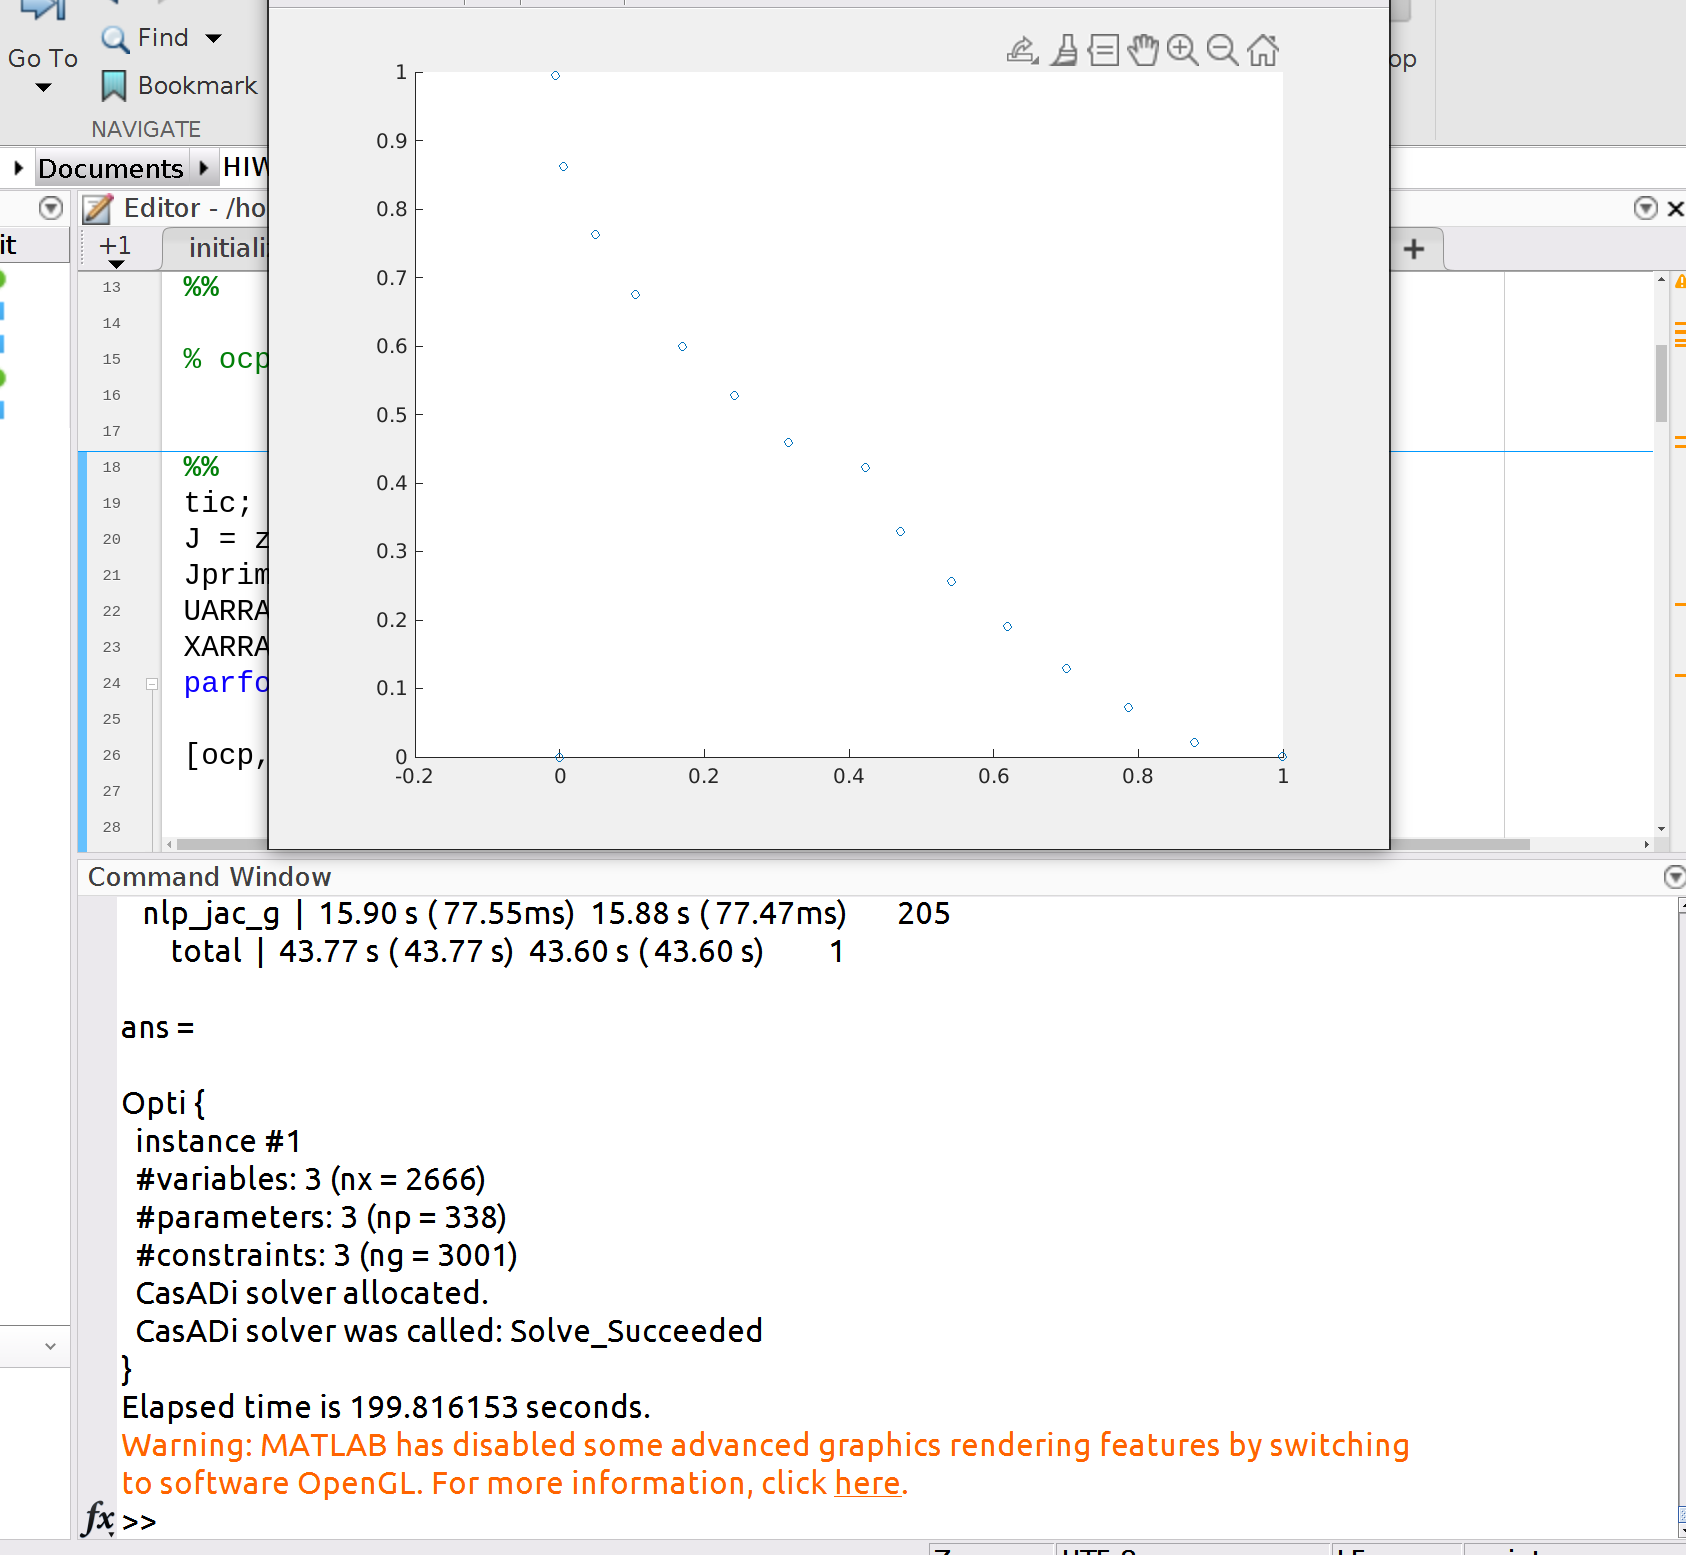 Go To
Find
Bookmark
NAVIGATE
op
Documents
HIW
Editor - /ho
it
+1
initiali
+
13 %%
14
15 % ocp
16
17
18 %%
19 tic;
20 J = z
21 Jprim
22 UARRA
23 XARRA
24 parfo
25
26 [ocp,
27
28
1
0.9
0.8
0.7
0.6
0.5
0.4
0.3
0.2
0.1
0
-0.2 0 0.2 0.4 0.6 0.8 1
Command Window
nlp_jac_g | 15.90 s ( 77.55ms) 15.88 s ( 77.47ms) 205
total | 43.77 s ( 43.77 s) 43.60 s ( 43.60 s) 1
ans =
Opti {
instance #1
#variables: 3 (nx = 2666)
#parameters: 3 (np = 338)
#constraints: 3 (ng = 3001)
CasADi solver allocated.
CasADi solver was called: Solve_Succeeded
}
Elapsed time is 199.816153 seconds.
Warning: MATLAB has disabled some advanced graphics rendering features by switching
to software OpenGL. For more information, click here.
fx >>